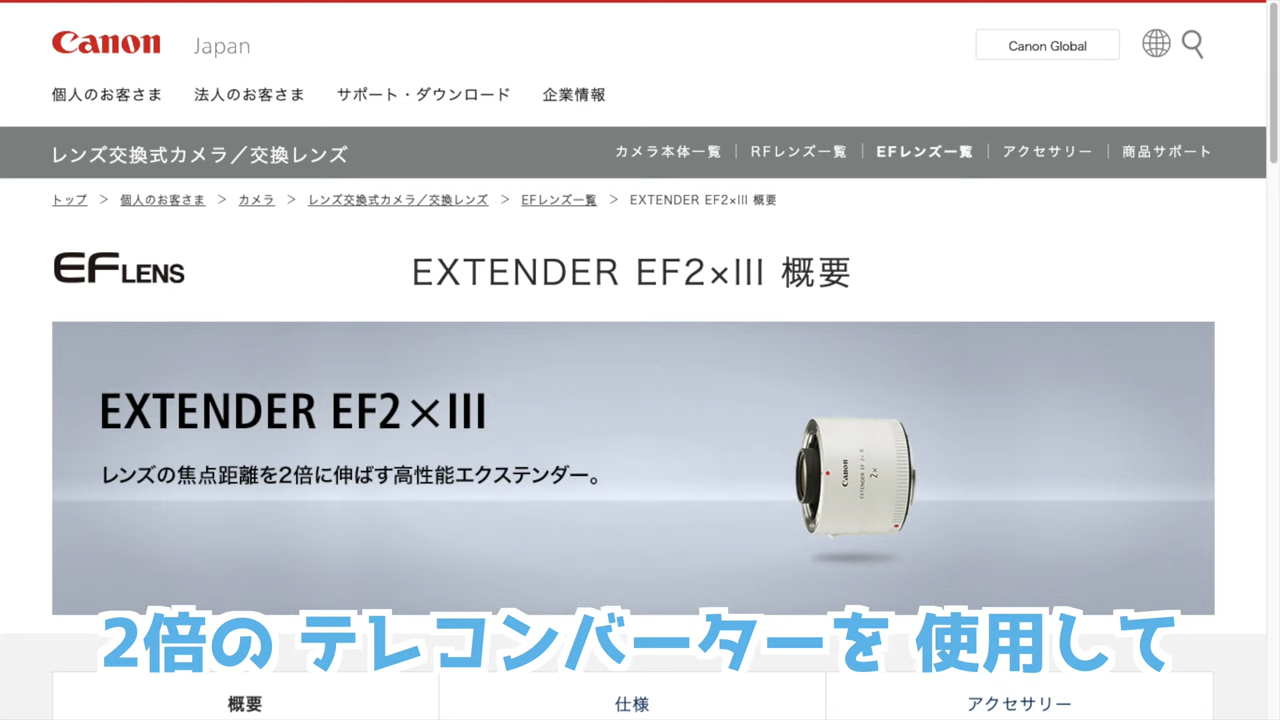 Canon Japan
Canon Global
個人のお客さま 法人のお客さま サポート・ダウンロード 企業情報
レンズ交換式カメラ／交換レンズ
カメラ本体一覧 | RFレンズ一覧 | EFレンズ一覧 | アクセサリー | 商品サポート
トップ > 個人のお客さま > カメラ > レンズ交換式カメラ／交換レンズ > EFレンズ一覧 > EXTENDER EF2×III 概要
EF LENS
EXTENDER EF2×III 概要
EXTENDER EF2×III
レンズの焦点距離を2倍に伸ばす高性能エクステンダー。
Canon
EXTENDER EF 2× III
2×
2倍の テレコンバーターを 使用して
概要 仕様 アクセサリー